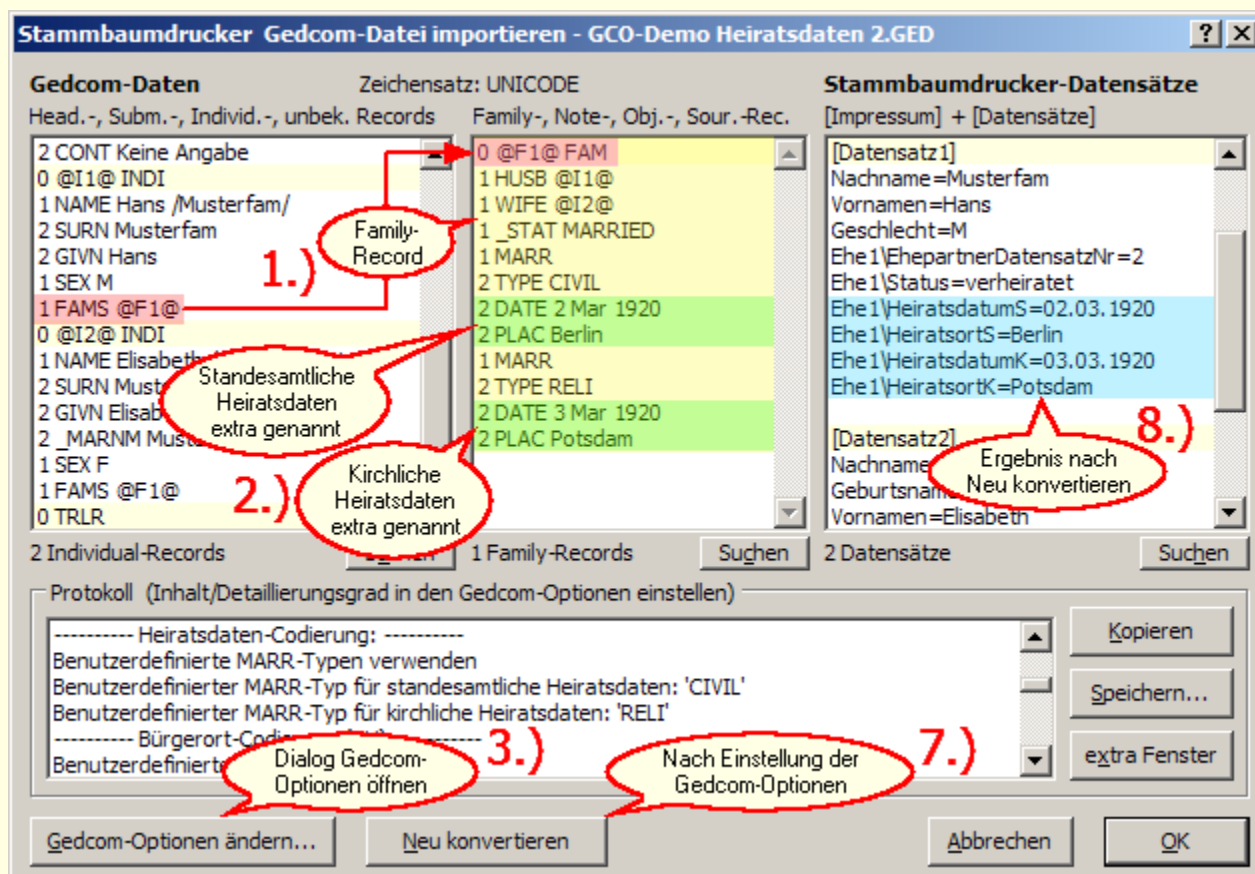 Stammbaumdrucker Gedcom-Datei importieren - GCO-Demo Heiratsdaten 2.GED
Gedcom-Daten
Zeichensatz: UNICODE
Head.-, Subm.-, Individ.-, unbek. Records
2 CONT Keine Angabe
0 @I1@ INDI
1 NAME Hans /Musterfam/
2 SURN Musterfam
2 GIVN Hans
1 SEX M
1 FAMS @F1@
0 @I2@ INDI
1 NAME Elisabeth
2 SURN
2 GIVN
2 _MARNM
1 SEX F
1 FAMS @F1@
0 TRLR
2 Individual-Records
1.)
Family-
Record
Standesamtliche
Heiratsdaten
extra genannt
2.)
Kirchliche
Heiratsdaten
extra genannt
Family-, Note-, Obj.-, Sour.-Rec.
0 @F1@ FAM
1 HUSB @I1@
1 WIFE @I2@
1 _STAT MARRIED
1 MARR
2 TYPE CIVIL
2 DATE 2 Mar 1920
2 PLAC Berlin
1 MARR
2 TYPE RELI
2 DATE 3 Mar 1920
2 PLAC Potsdam
1 Family-Records
Suchen
Stammbaumdrucker-Datensätze
[Impressum] + [Datensätze]
[Datensatz1]
Nachname=Musterfam
Vornamen=Hans
Geschlecht=M
Ehe1\EhepartnerDatensatzNr=2
Ehe1\Status=verheiratet
Ehe1\HeiratsdatumS=02.03.1920
Ehe1\HeiratsortS=Berlin
Ehe1\HeiratsdatumK=03.03.1920
Ehe1\HeiratsortK=Potsdam
[Datensatz2]
Nachname
Vornamen=Elisabeth
8.)
Ergebnis nach
Neu konvertieren
2 Datensätze
Suchen
Protokoll (Inhalt/Detaillierungsgrad in den Gedcom-Optionen einstellen)
---------- Heiratsdaten-Codierung: ----------
Benutzerdefinierte MARR-Typen verwenden
Benutzerdefinierter MARR-Typ für standesamtliche Heiratsdaten: 'CIVIL'
Benutzerdefinierter MARR-Typ für kirchliche Heiratsdaten: 'RELI'
---------- Bürgerort-
Kopieren
Speichern...
extra Fenster
3.)
Dialog Gedcom-
Optionen öffnen
7.)
Nach Einstellung der
Gedcom-Optionen
Gedcom-Optionen ändern...
Neu konvertieren
Abbrechen
OK